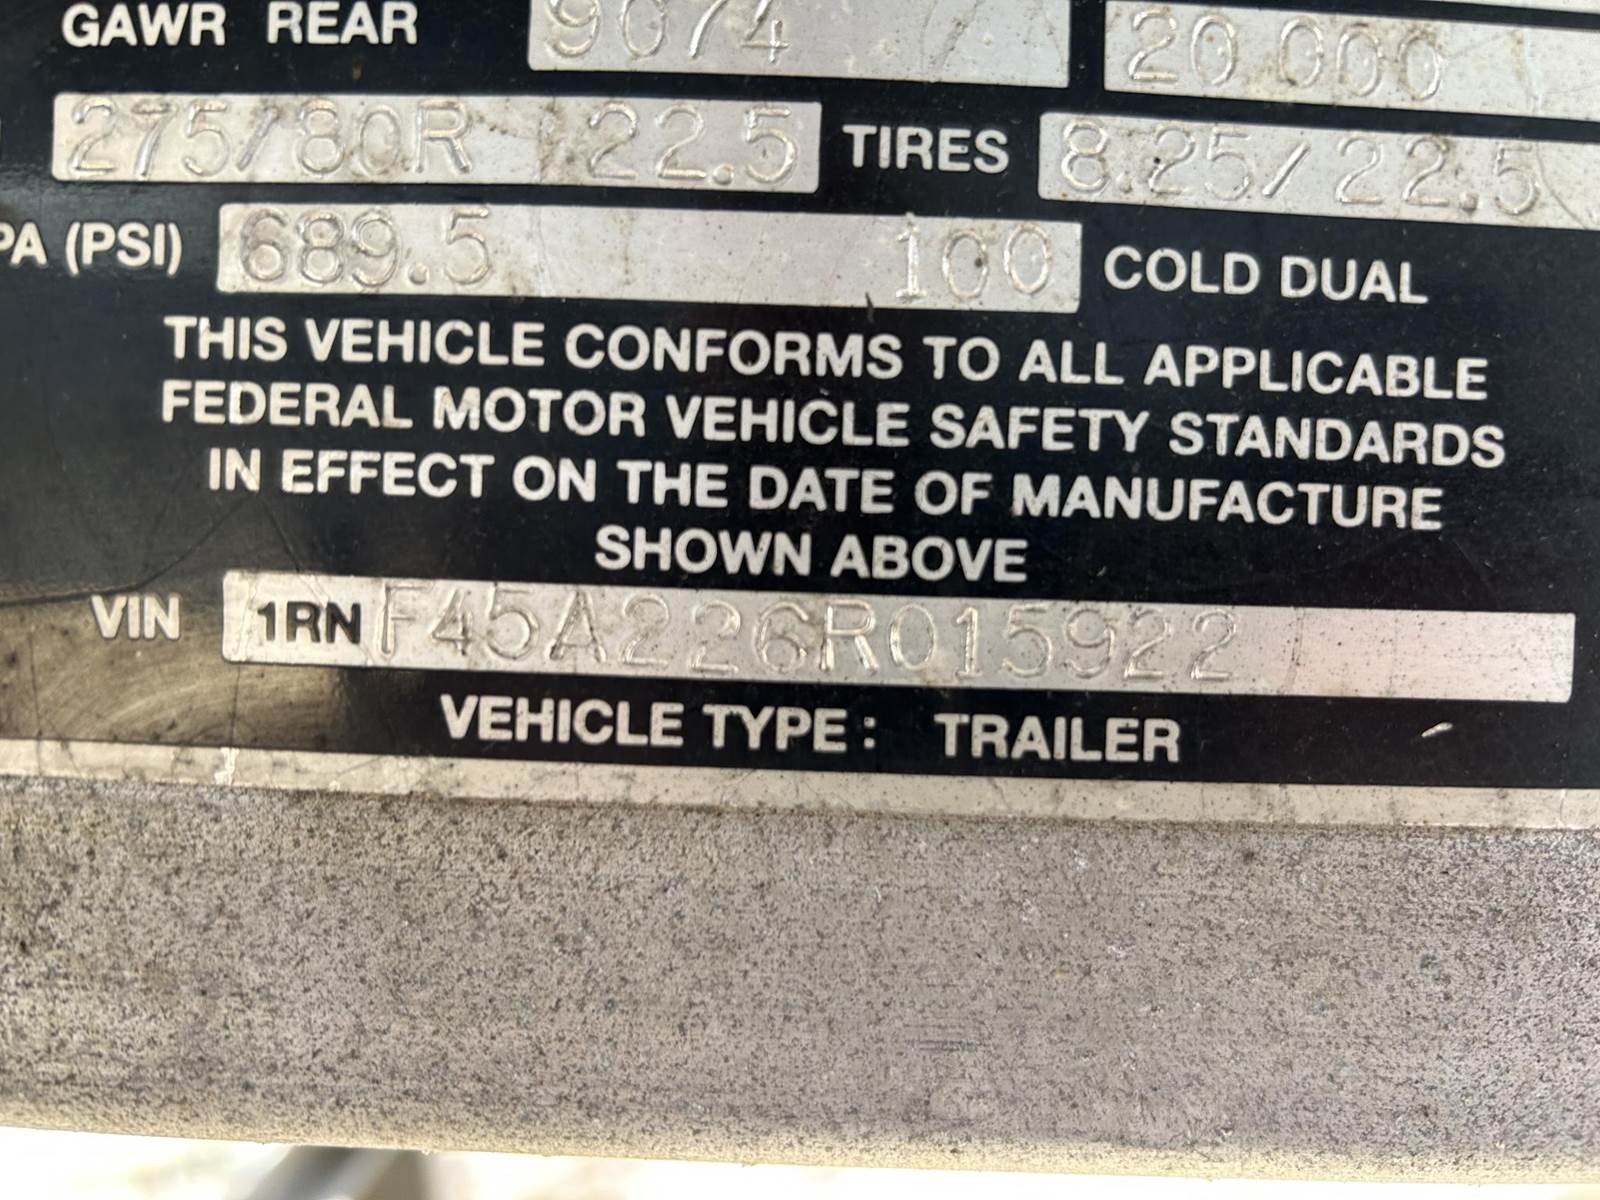 GAWR REAR 9074 20 000
275/80R 22.5 TIRES 8.25/22.5
PA (PSI) 689.5 100 COLD DUAL
THIS VEHICLE CONFORMS TO ALL APPLICABLE
FEDERAL MOTOR VEHICLE SAFETY STANDARDS
IN EFFECT ON THE DATE OF MANUFACTURE
SHOWN ABOVE
VIN 1RNF45A226R015922
VEHICLE TYPE: TRAILER